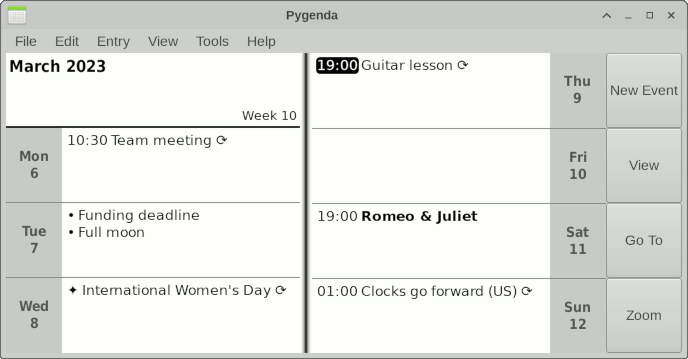 Pygenda
File Edit Entry View Tools Help
March 2023
Week 10
Mon
6
10:30 Team meeting ⟳
Tue
7
• Funding deadline
• Full moon
Wed
8
✦ International Women's Day ⟳
19:00 Guitar lesson ⟳
Thu
9
Fri
10
19:00 Romeo & Juliet
Sat
11
01:00 Clocks go forward (US) ⟳
Sun
12
New Event
View
Go To
Zoom